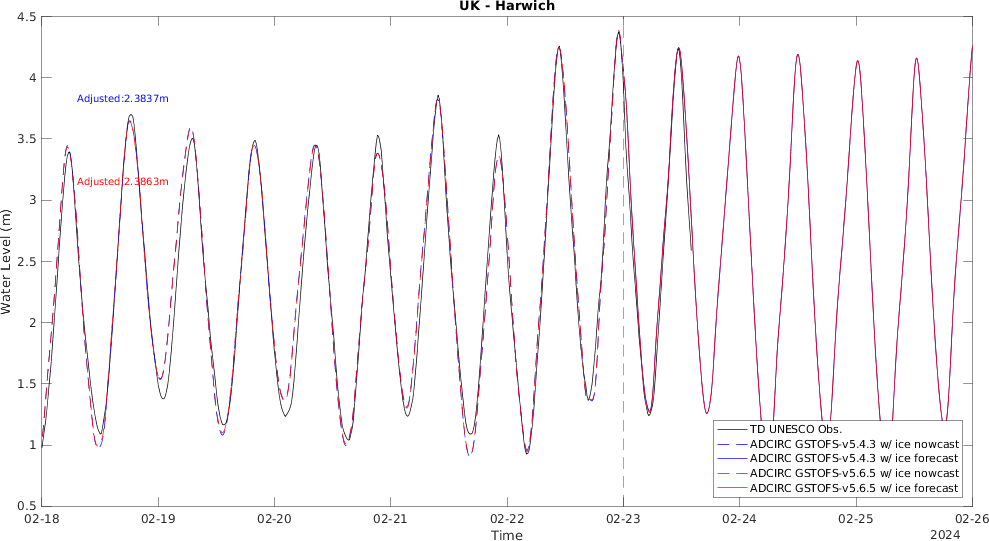 UK - Harwich
4.5
4
3.5
3
2.5
2
1.5
1
0.5
Water Level (m)
Adjusted:2.3837m
Adjusted:2.3863m
TD UNESCO Obs.
ADCIRC GSTOFS-v5.4.3 w/ ice nowcast
ADCIRC GSTOFS-v5.4.3 w/ ice forecast
ADCIRC GSTOFS-v5.6.5 w/ ice nowcast
ADCIRC GSTOFS-v5.6.5 w/ ice forecast
02-18 02-19 02-20 02-21 02-22 02-23 02-24 02-25 02-26
Time
2024